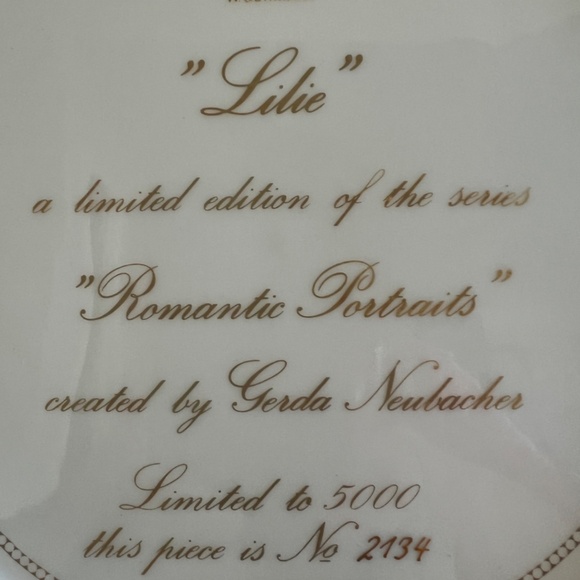 "Lilie"
a limited edition of the series
"Romantic Portraits"
created by Gerda Neubacher
Limited to 5000
this piece is No 2134